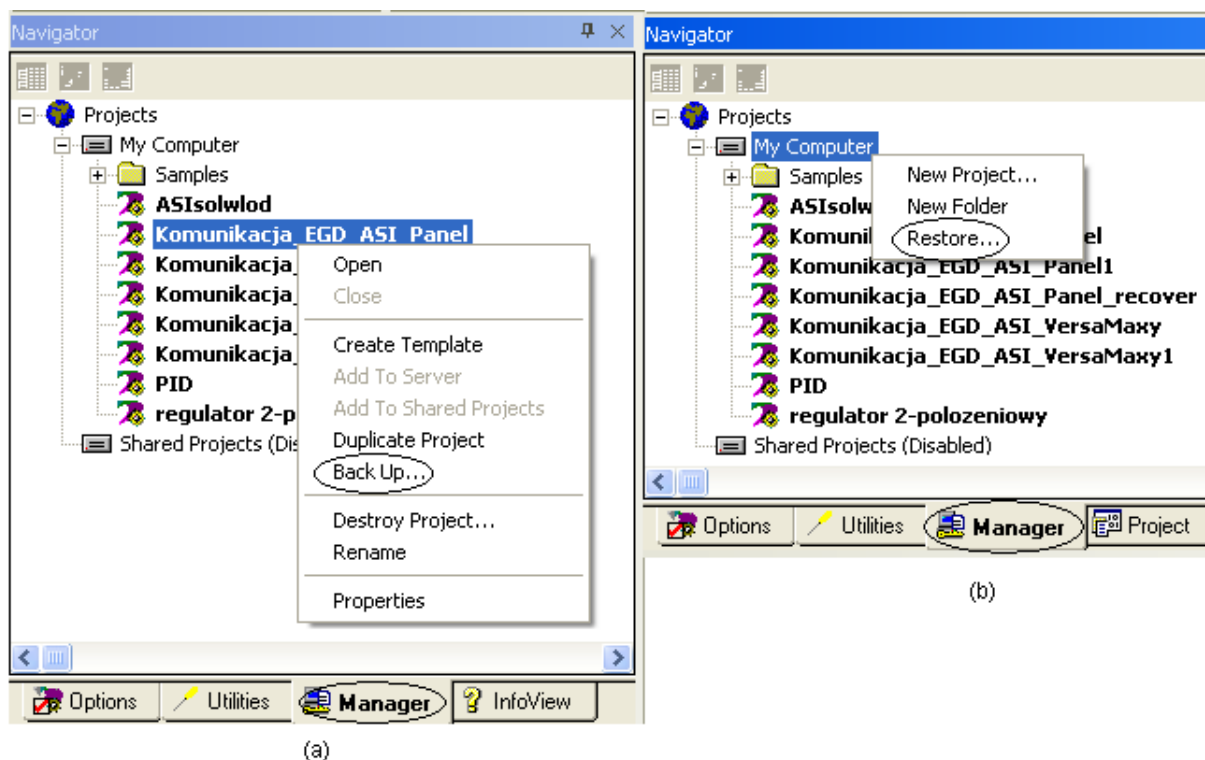 Navigator
Projects
My Computer
Samples
ASIsolwlod
Komunikacja_EGD_ASI_Panel
Komunikacja_
Komunikacja_
Komunikacja_
Komunikacja_
PID
regulator 2-p
Shared Projects (Dis
Open
Close
Create Template
Add To Server
Add To Shared Projects
Duplicate Project
Back Up...
Destroy Project...
Rename
Properties
Options
Utilities
Manager
InfoView
(a)
Navigator
Projects
My Computer
Samples
ASIsolw
Komuni
el
Komunikacja_EGD_ASI_Panel1
Komunikacja_EGD_ASI_Panel_recover
Komunikacja_EGD_ASI_VersaMaxy
Komunikacja_EGD_ASI_VersaMaxy1
PID
regulator 2-polozeniowy
Shared Projects (Disabled)
New Project...
New Folder
Restore...
Options
Utilities
Manager
Project
(b)